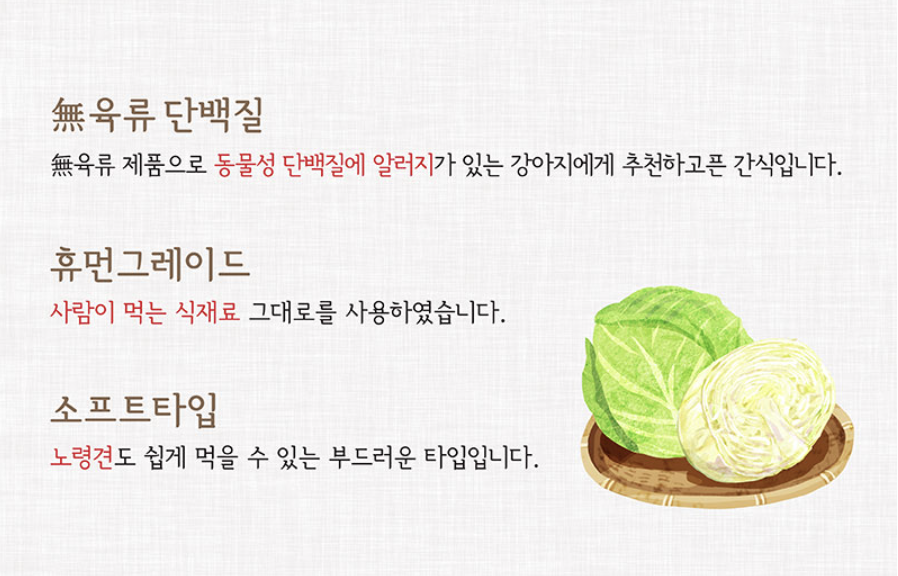 無육류 단백질
無육류 제품으로 동물성 단백질에 알러지가 있는 강아지에게 추천하고픈 간식입니다.
휴먼그레이드
사람이 먹는 식재료 그대로를 사용하였습니다.
소프트타입
노령견도 쉽게 먹을 수 있는 부드러운 타입입니다.